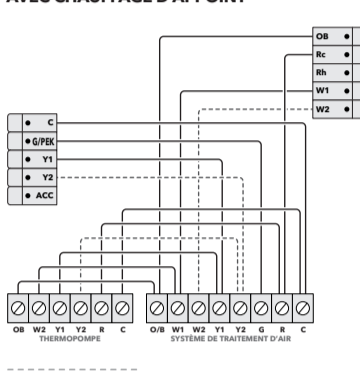 AVEC CHAUFFAGE D'APPOINT
OB
Rc
Rh
W1
W2
C
G/PEK
Y1
Y2
ACC
OB W2 Y1 Y2 R C
THERMOPOMPE
O/B W1 W2 Y1 Y2 G R C
SYSTÈME DE TRAITEMENT D'AIR